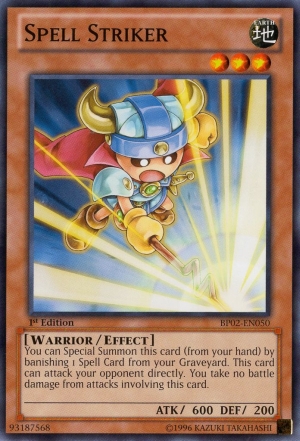 SPELL STRIKER
EARTH
地
1st Edition
BP02-EN050
[WARRIOR/EFFECT]
You can Special Summon this card (from your hand) by
banishing 1 Spell Card from your Graveyard. This card
can attack your opponent directly. You take no battle
damage from attacks involving this card.
ATK/ 600 DEF/ 200
93187568
©1996 KAZUKI TAKAHASHI